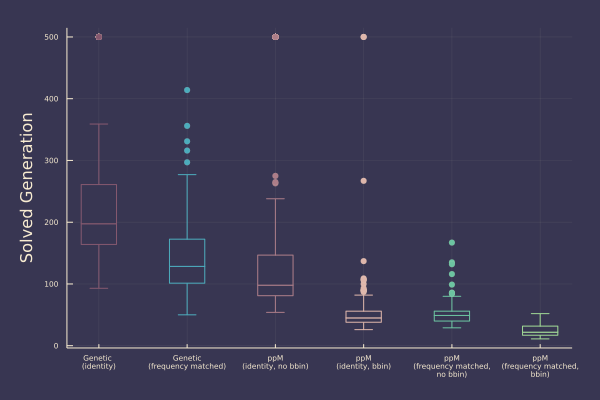 500
400
300
200
100
0
Solved Generation
Genetic
(identity)
Genetic
(frequency matched)
ppM
(identity, no bbin)
ppM
(identity, bbin)
ppM
(frequency matched,
no bbin)
ppM
(frequency matched,
bbin)